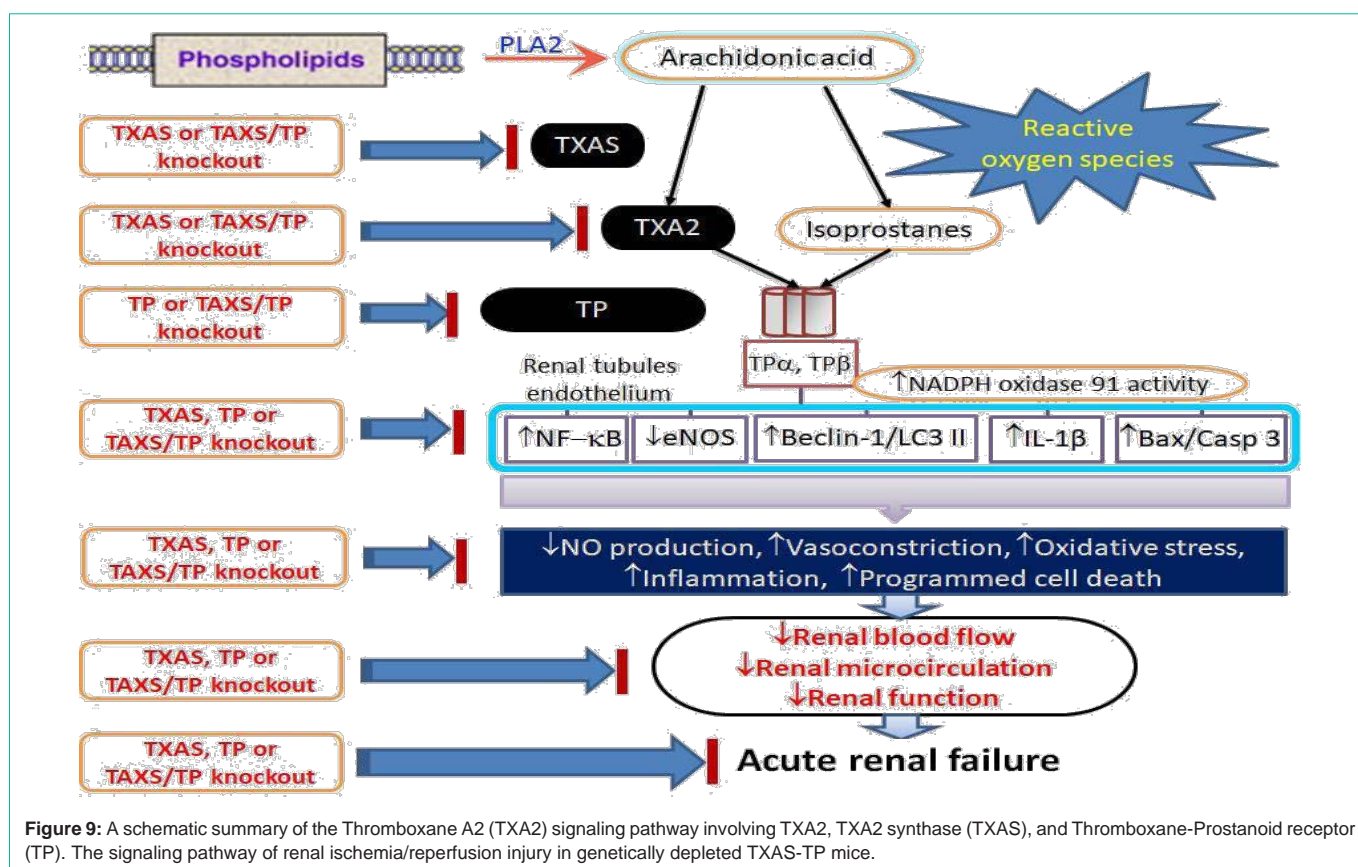 Phospholipids
PLA2
Arachidonic acid
Reactive
oxygen species
TXAS or TAXS/TP
knockout
TXAS
TXAS or TAXS/TP
knockout
TXA2
Isoprostanes
TP or TAXS/TP
knockout
TP
TPα, TPβ
Renal tubules
endothelium
↑NADPH oxidase 91 activity
TXAS, TP or
TAXS/TP knockout
↑NF−κB
↓eNOS
↑Beclin-1/LC3 II
↑IL-1β
↑Bax/Casp 3
TXAS, TP or
TAXS/TP knockout
↓NO production, ↑Vasoconstriction, ↑Oxidative stress,
↑Inflammation, ↑Programmed cell death
TXAS, TP or
TAXS/TP knockout
↓Renal blood flow
↓Renal microcirculation
↓Renal function
TXAS, TP or
TAXS/TP knockout
Acute renal failure
Figure 9: A schematic summary of the Thromboxane A2 (TXA2) signaling pathway involving TXA2, TXA2 synthase (TXAS), and Thromboxane-Prostanoid receptor
(TP). The signaling pathway of renal ischemia/reperfusion injury in genetically depleted TXAS-TP mice.